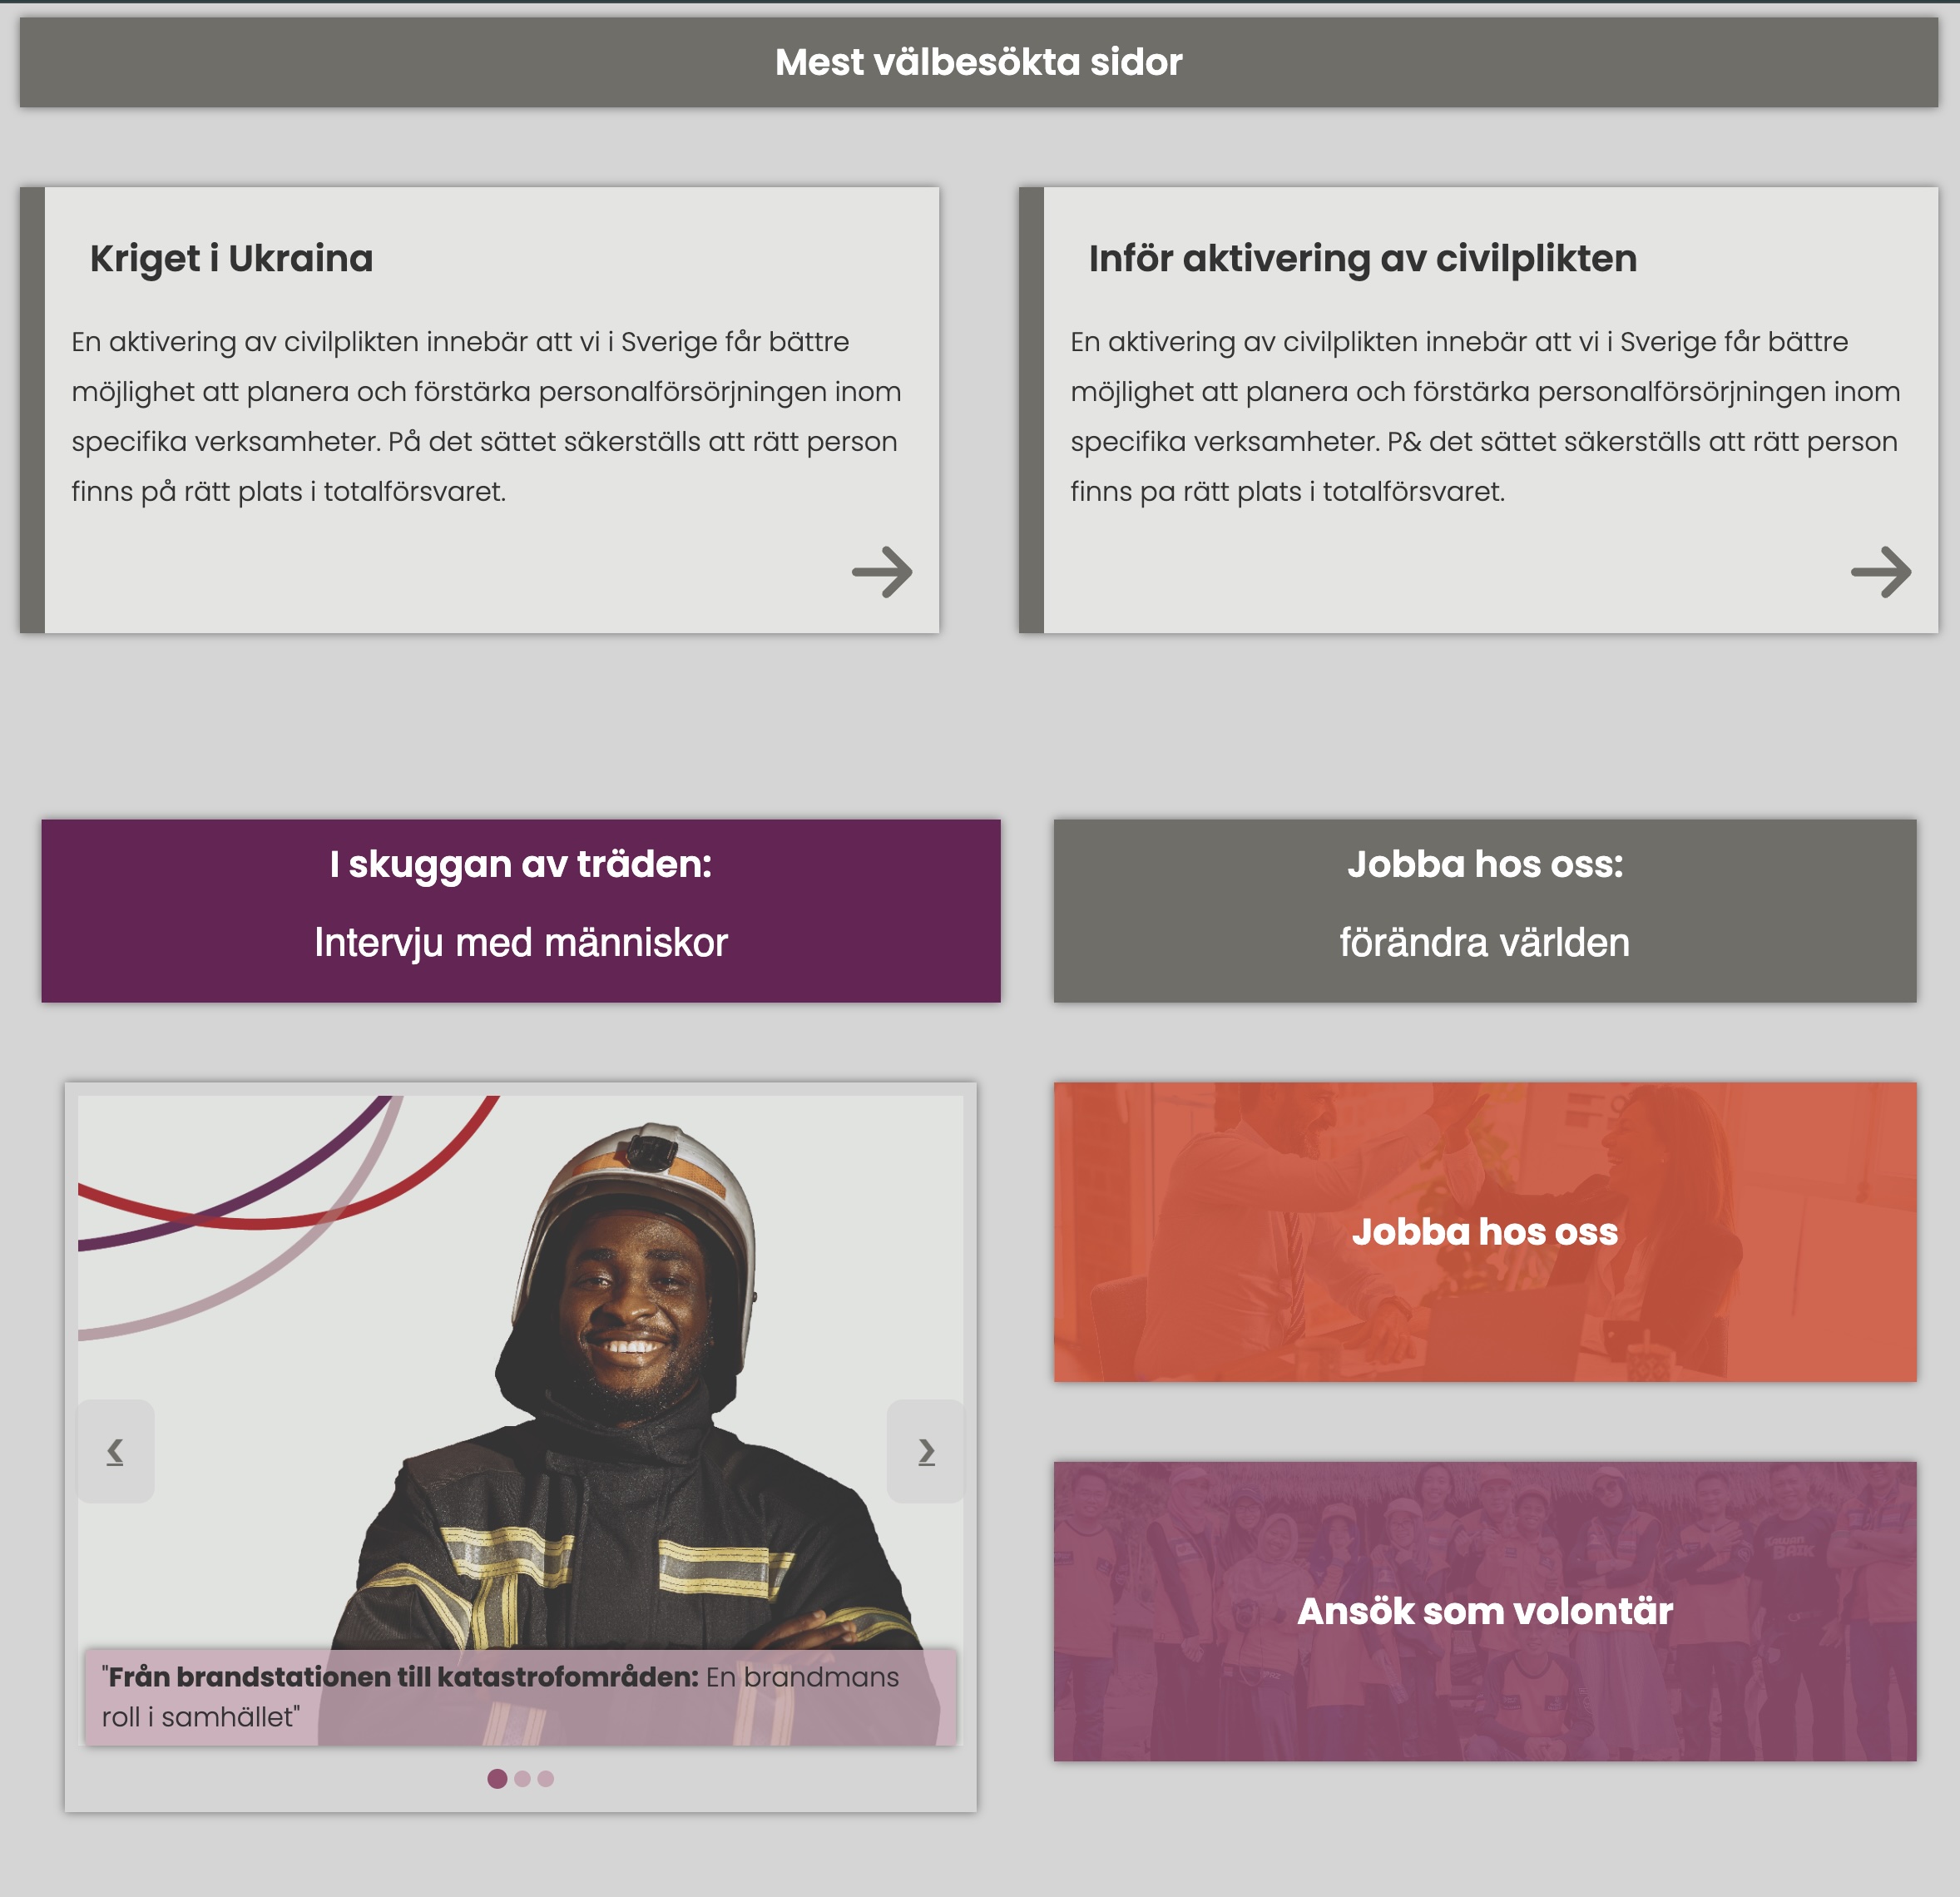 Mest välbesökta sidor
Kriget i Ukraina
En aktivering av civilplikten innebär att vi i Sverige får bättre
möjlighet att planera och förstärka personalförsörjningen inom
specifika verksamheter. På det sättet säkerställs att rätt person
finns på rätt plats i totalförsvaret.
Inför aktivering av civilplikten
En aktivering av civilplikten innebär att vi i Sverige får bättre
möjlighet att planera och förstärka personalförsörjningen inom
specifika verksamheter. P& det sättet säkerställs att rätt person
finns pa rätt plats i totalförsvaret.
I skuggan av träden:
Intervju med människor
Jobba hos oss:
förändra världen
"Från brandstationen till katastrofområden: En brandmans
roll i samhället"
Jobba hos oss
BAIK
Ansök som volontär